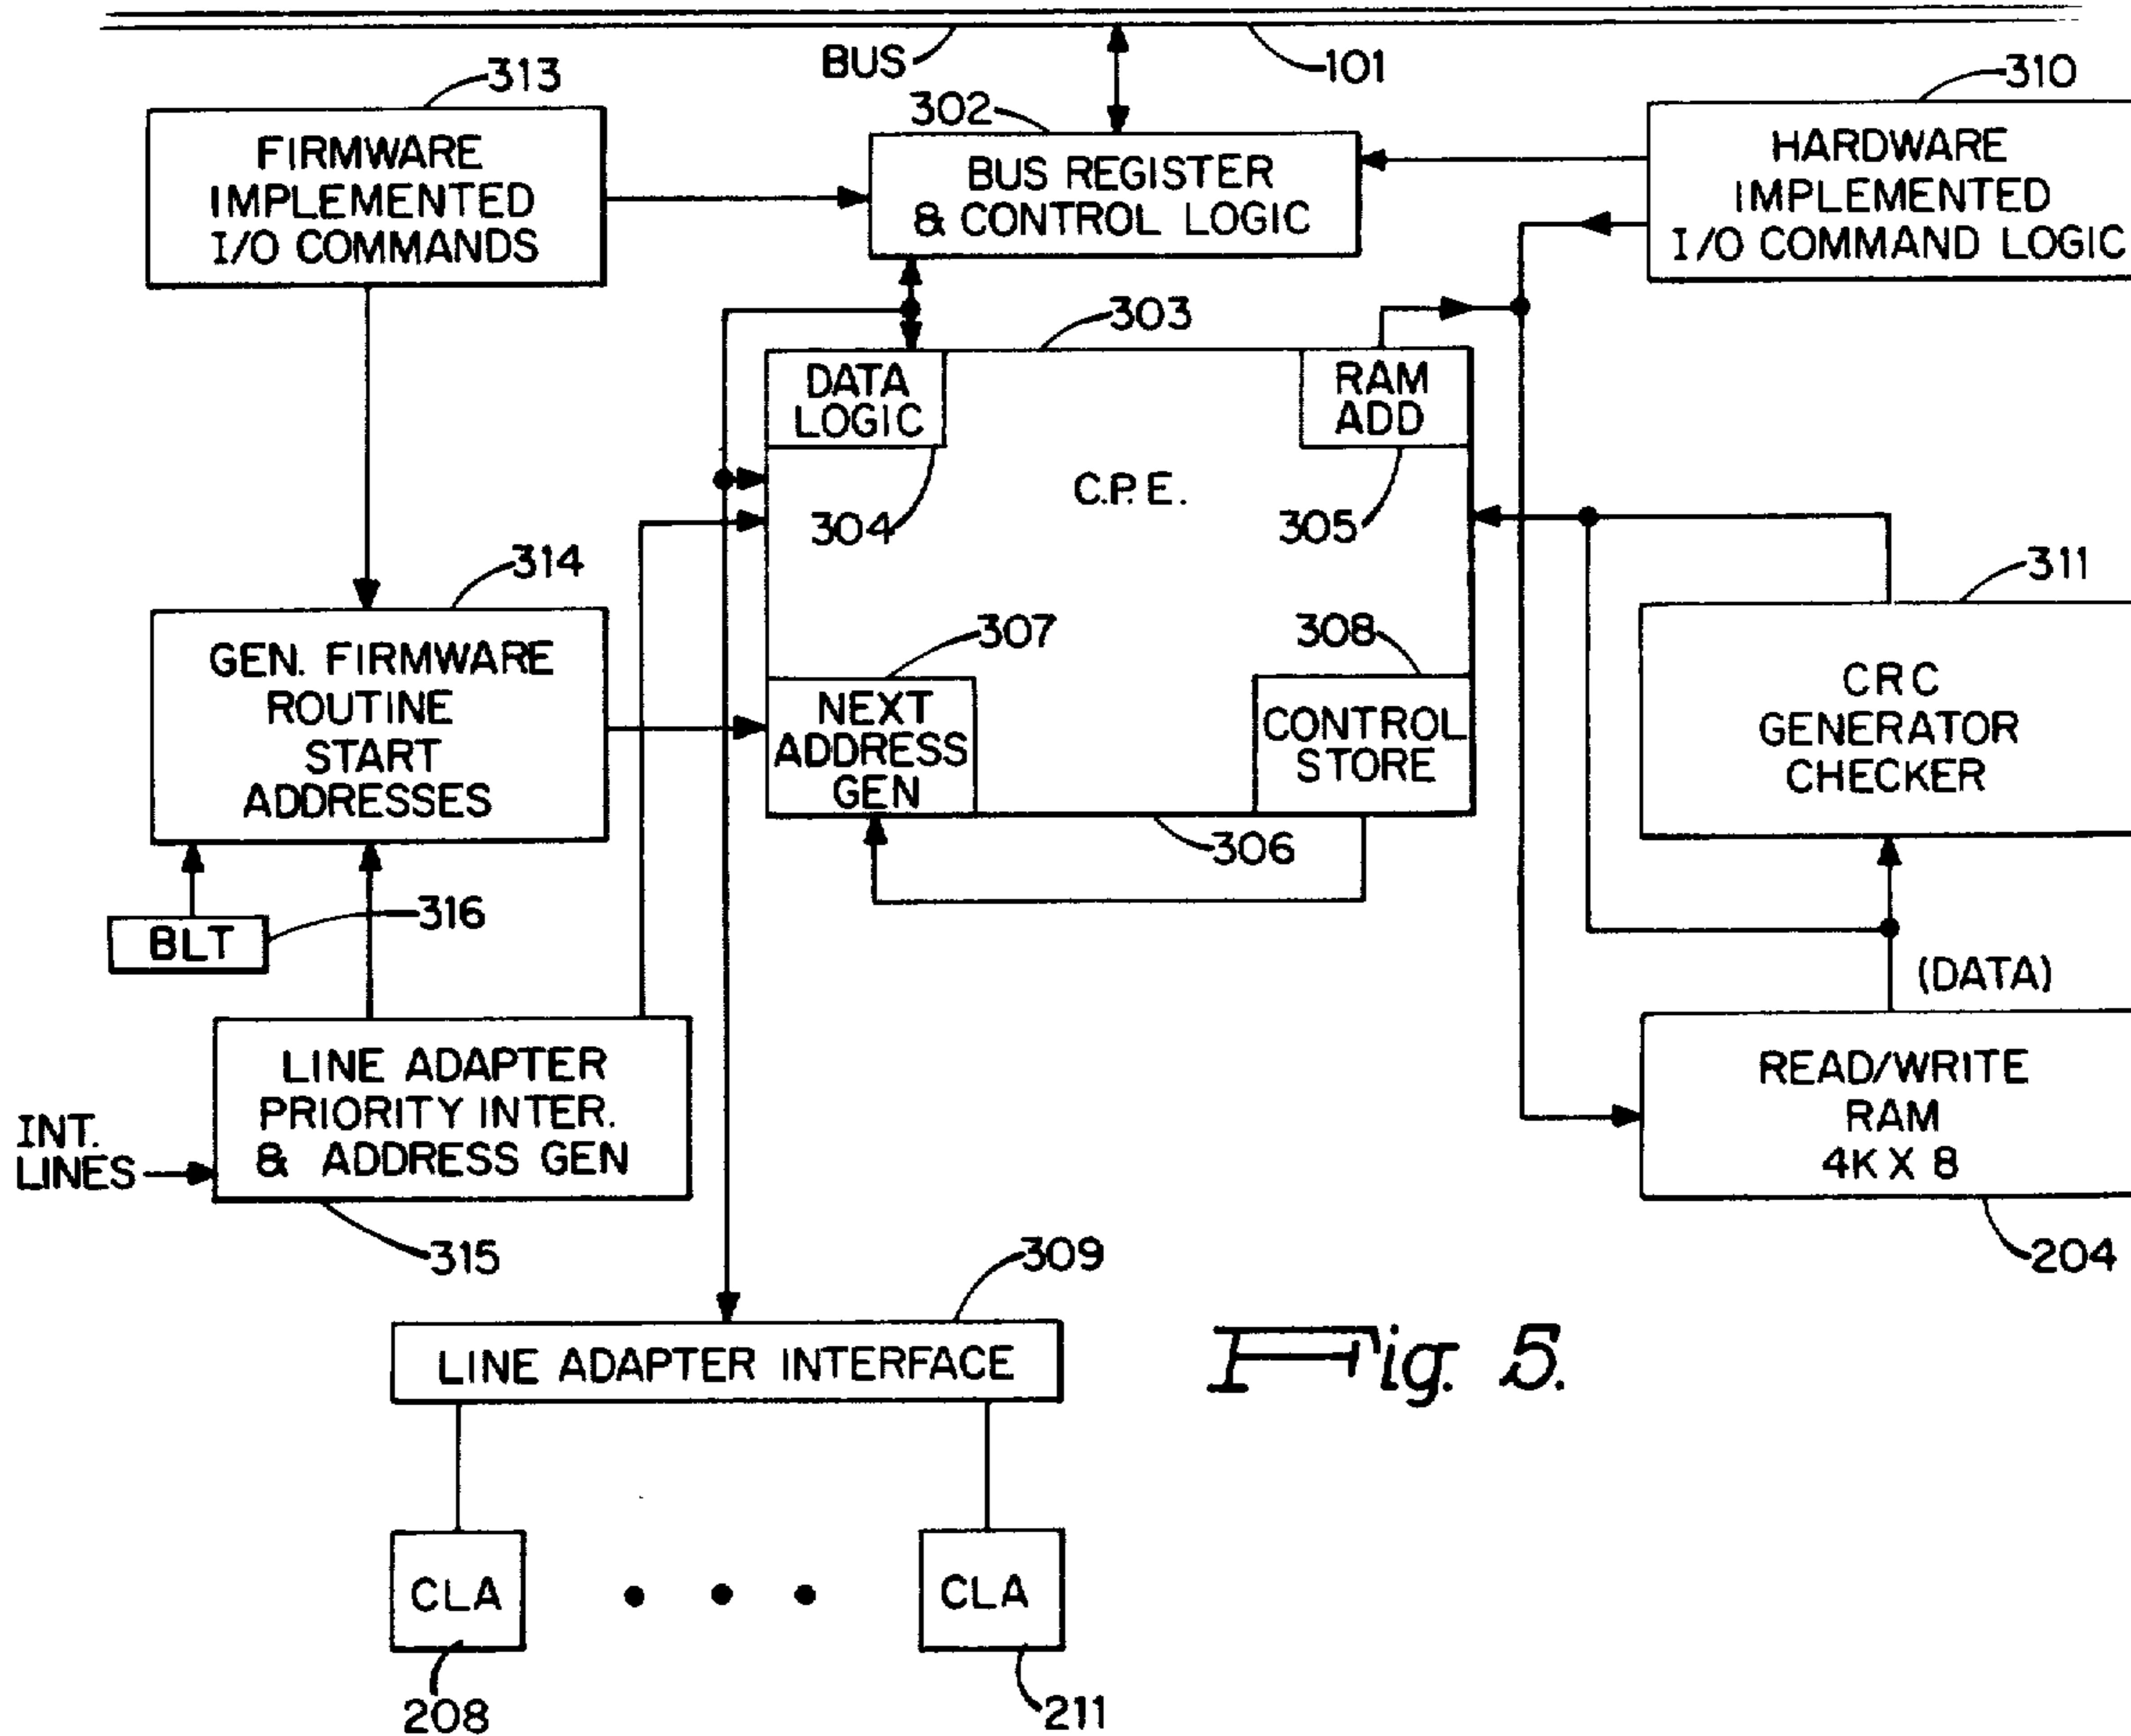 BUS
101
313
302
310
FIRMWARE
IMPLEMENTED
I/O COMMANDS
BUS REGISTER
& CONTROL LOGIC
HARDWARE
IMPLEMENTED
I/O COMMAND LOGIC
303
DATA
LOGIC
RAM
ADD
C.P.E.
304
305
314
311
307
308
GEN. FIRMWARE
ROUTINE
START
ADDRESSES
NEXT
ADDRESS
GEN
CONTROL
STORE
CRC
GENERATOR
CHECKER
306
316
BLT
(DATA)
LINE ADAPTER
PRIORITY INTER.
& ADDRESS GEN
INT.
LINES
READ/WRITE
RAM
4K X 8
315
309
204
LINE ADAPTER INTERFACE
Fig. 5.
CLA
CLA
208
211